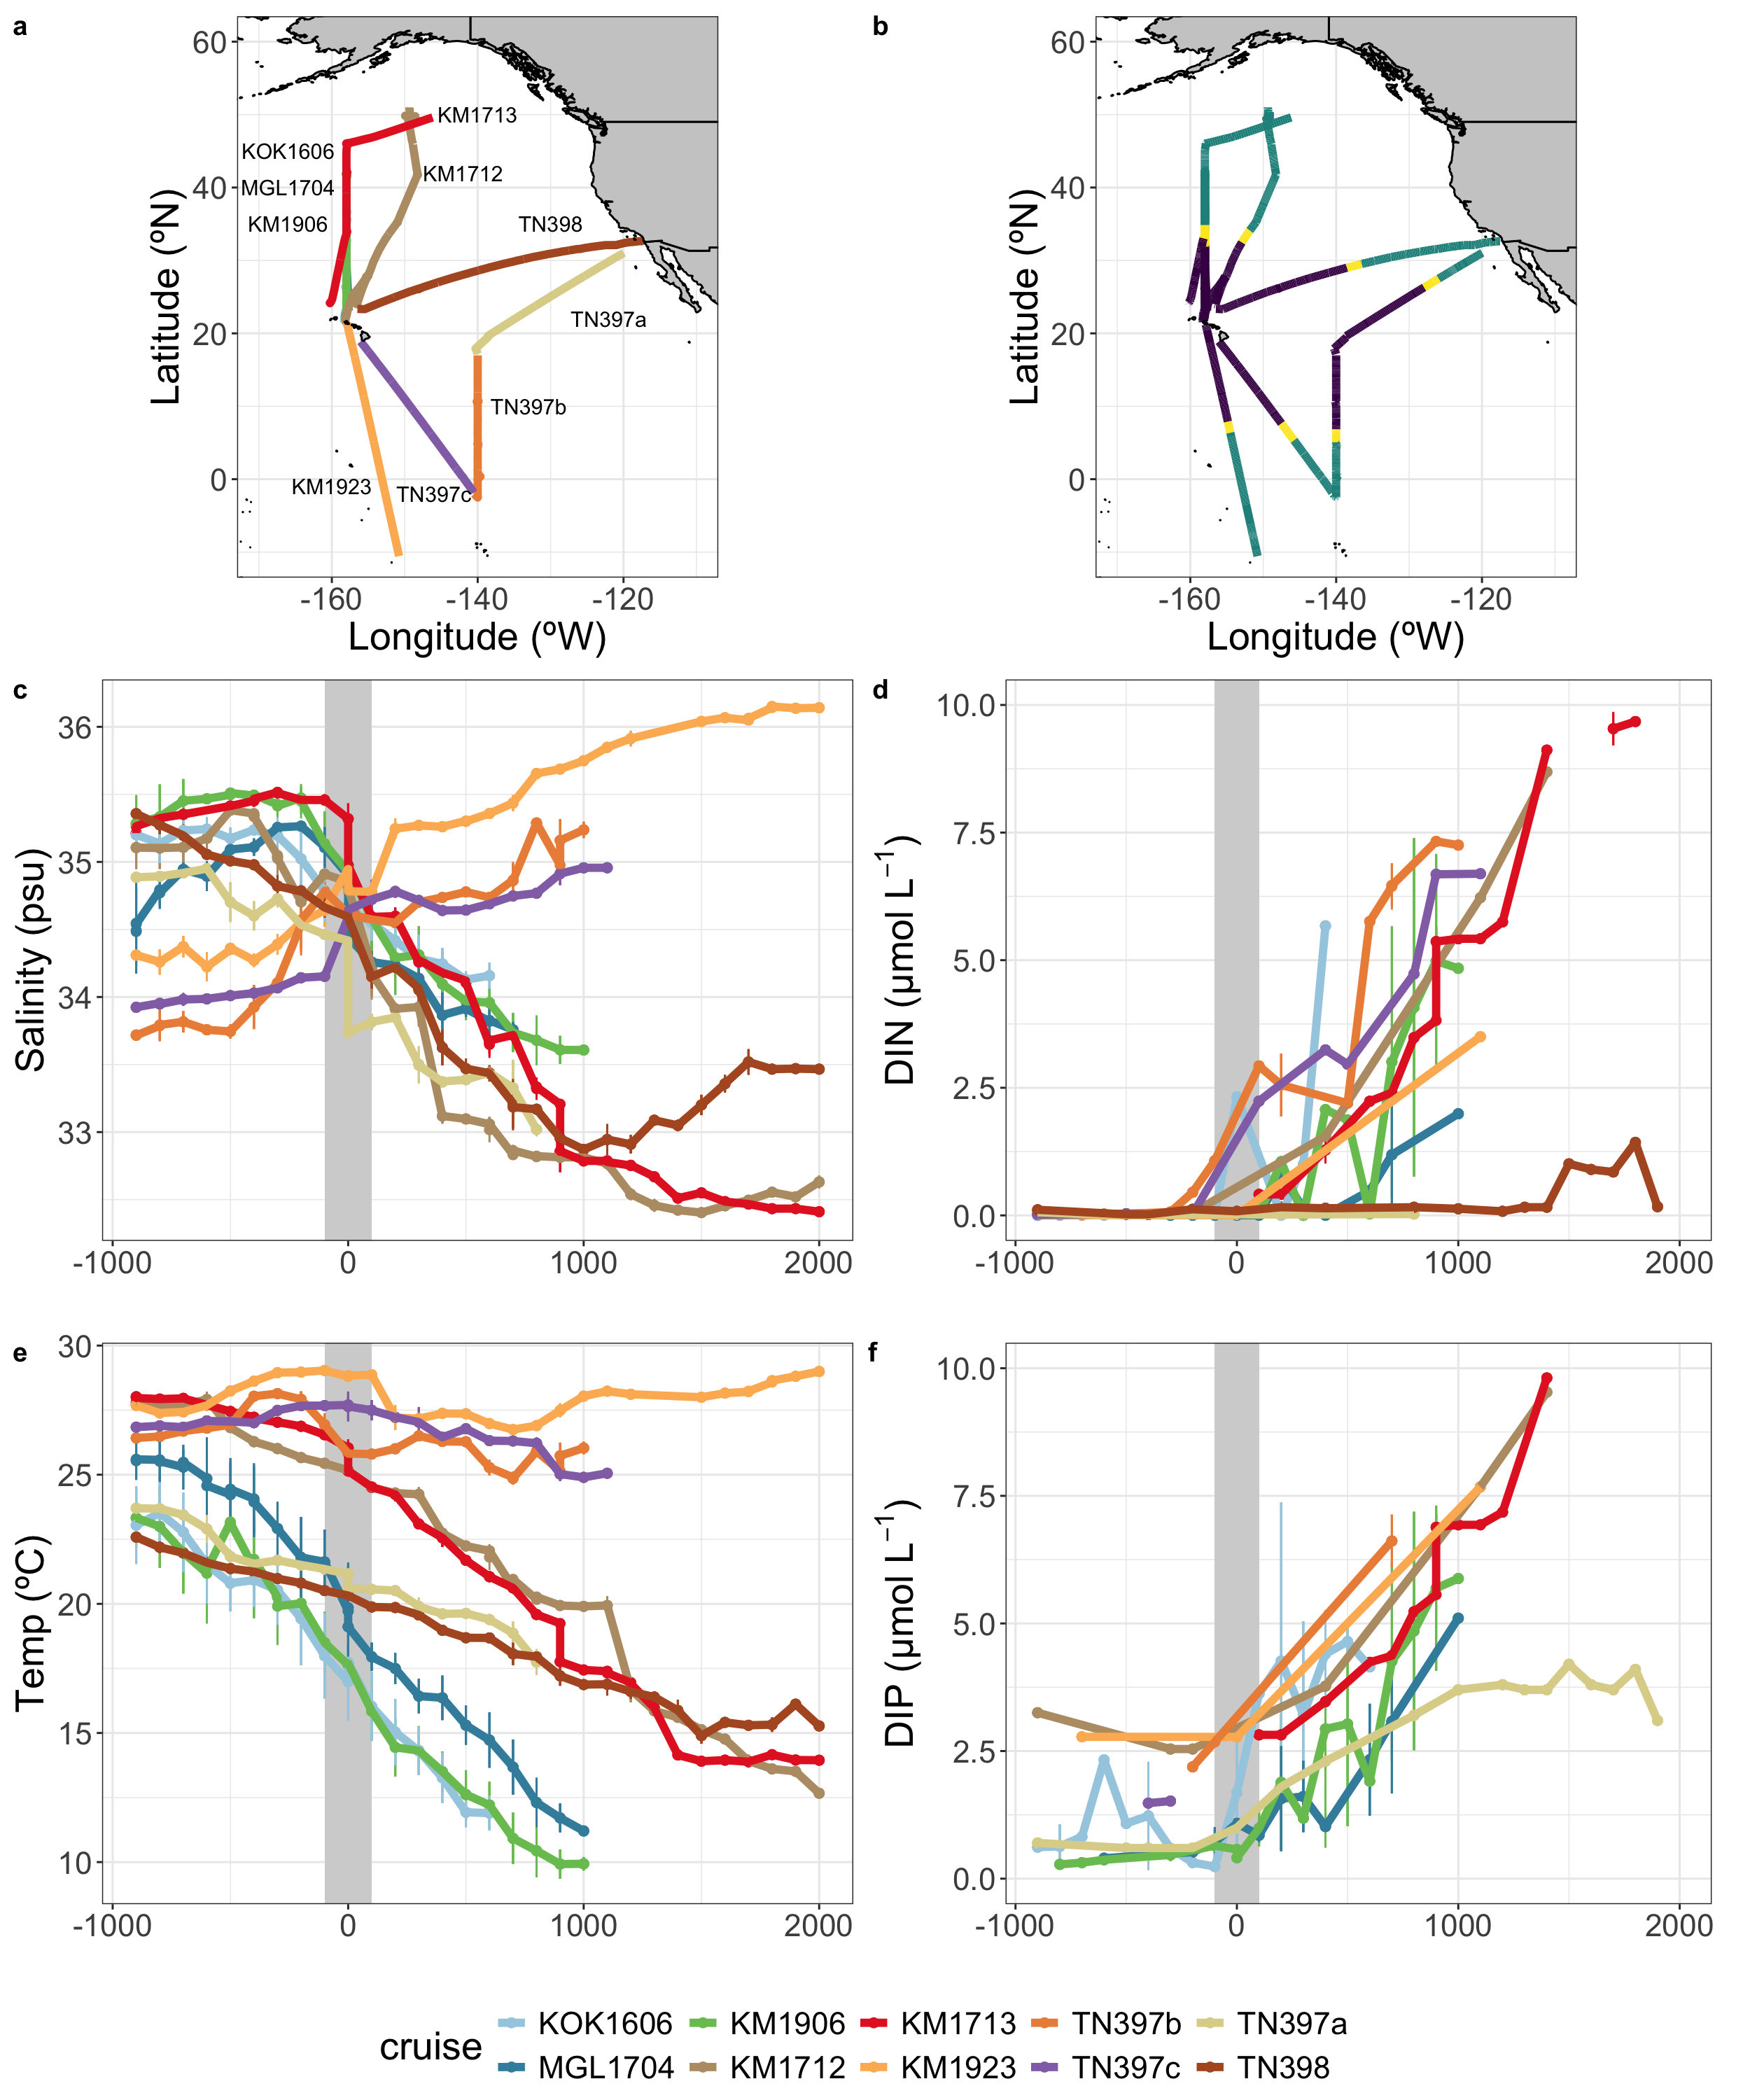 a
60
40
20
0
Latitude (ºN)
KM1713
KOK1606
KM1712
MGL1704
KM1906
TN398
TN397a
TN397b
KM1923
TN397c
-160
-140
-120
Longitude (ºW)
b
60
40
20
0
Latitude (ºN)
-160
-140
-120
Longitude (ºW)
c
36
35
34
33
Salinity (psu)
-1000
0
1000
2000
d
10.0
7.5
5.0
2.5
0.0
DIN (µmol L⁻¹)
-1000
0
1000
2000
e
30
25
20
15
10
Temp (ºC)
-1000
0
1000
2000
f
10.0
7.5
5.0
2.5
0.0
DIP (µmol L⁻¹)
-1000
0
1000
2000
cruise
KOK1606 KM1906 KM1713 TN397b TN397a
MGL1704 KM1712 KM1923 TN397c TN398